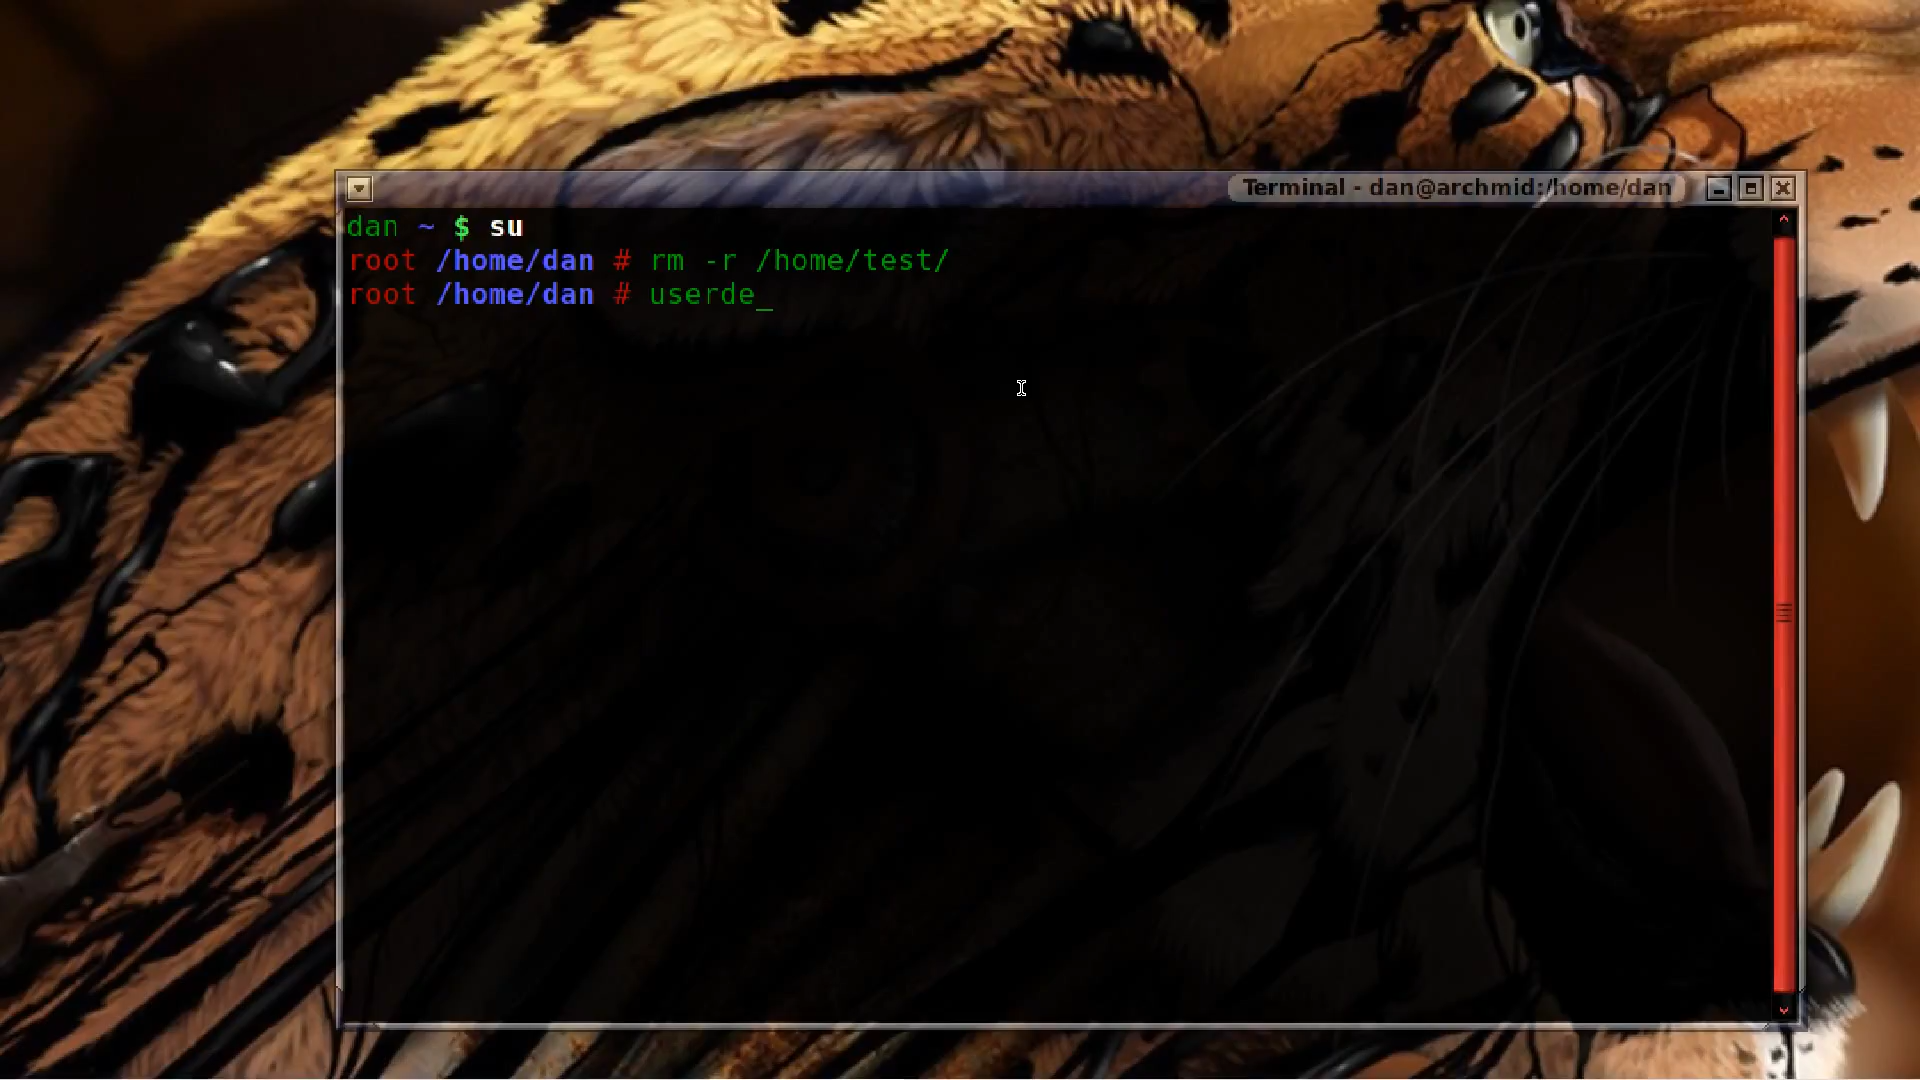 Terminal - dan@archmid:/home/dan
dan ~ $ su
root /home/dan # rm -r /home/test/
root /home/dan # userde_